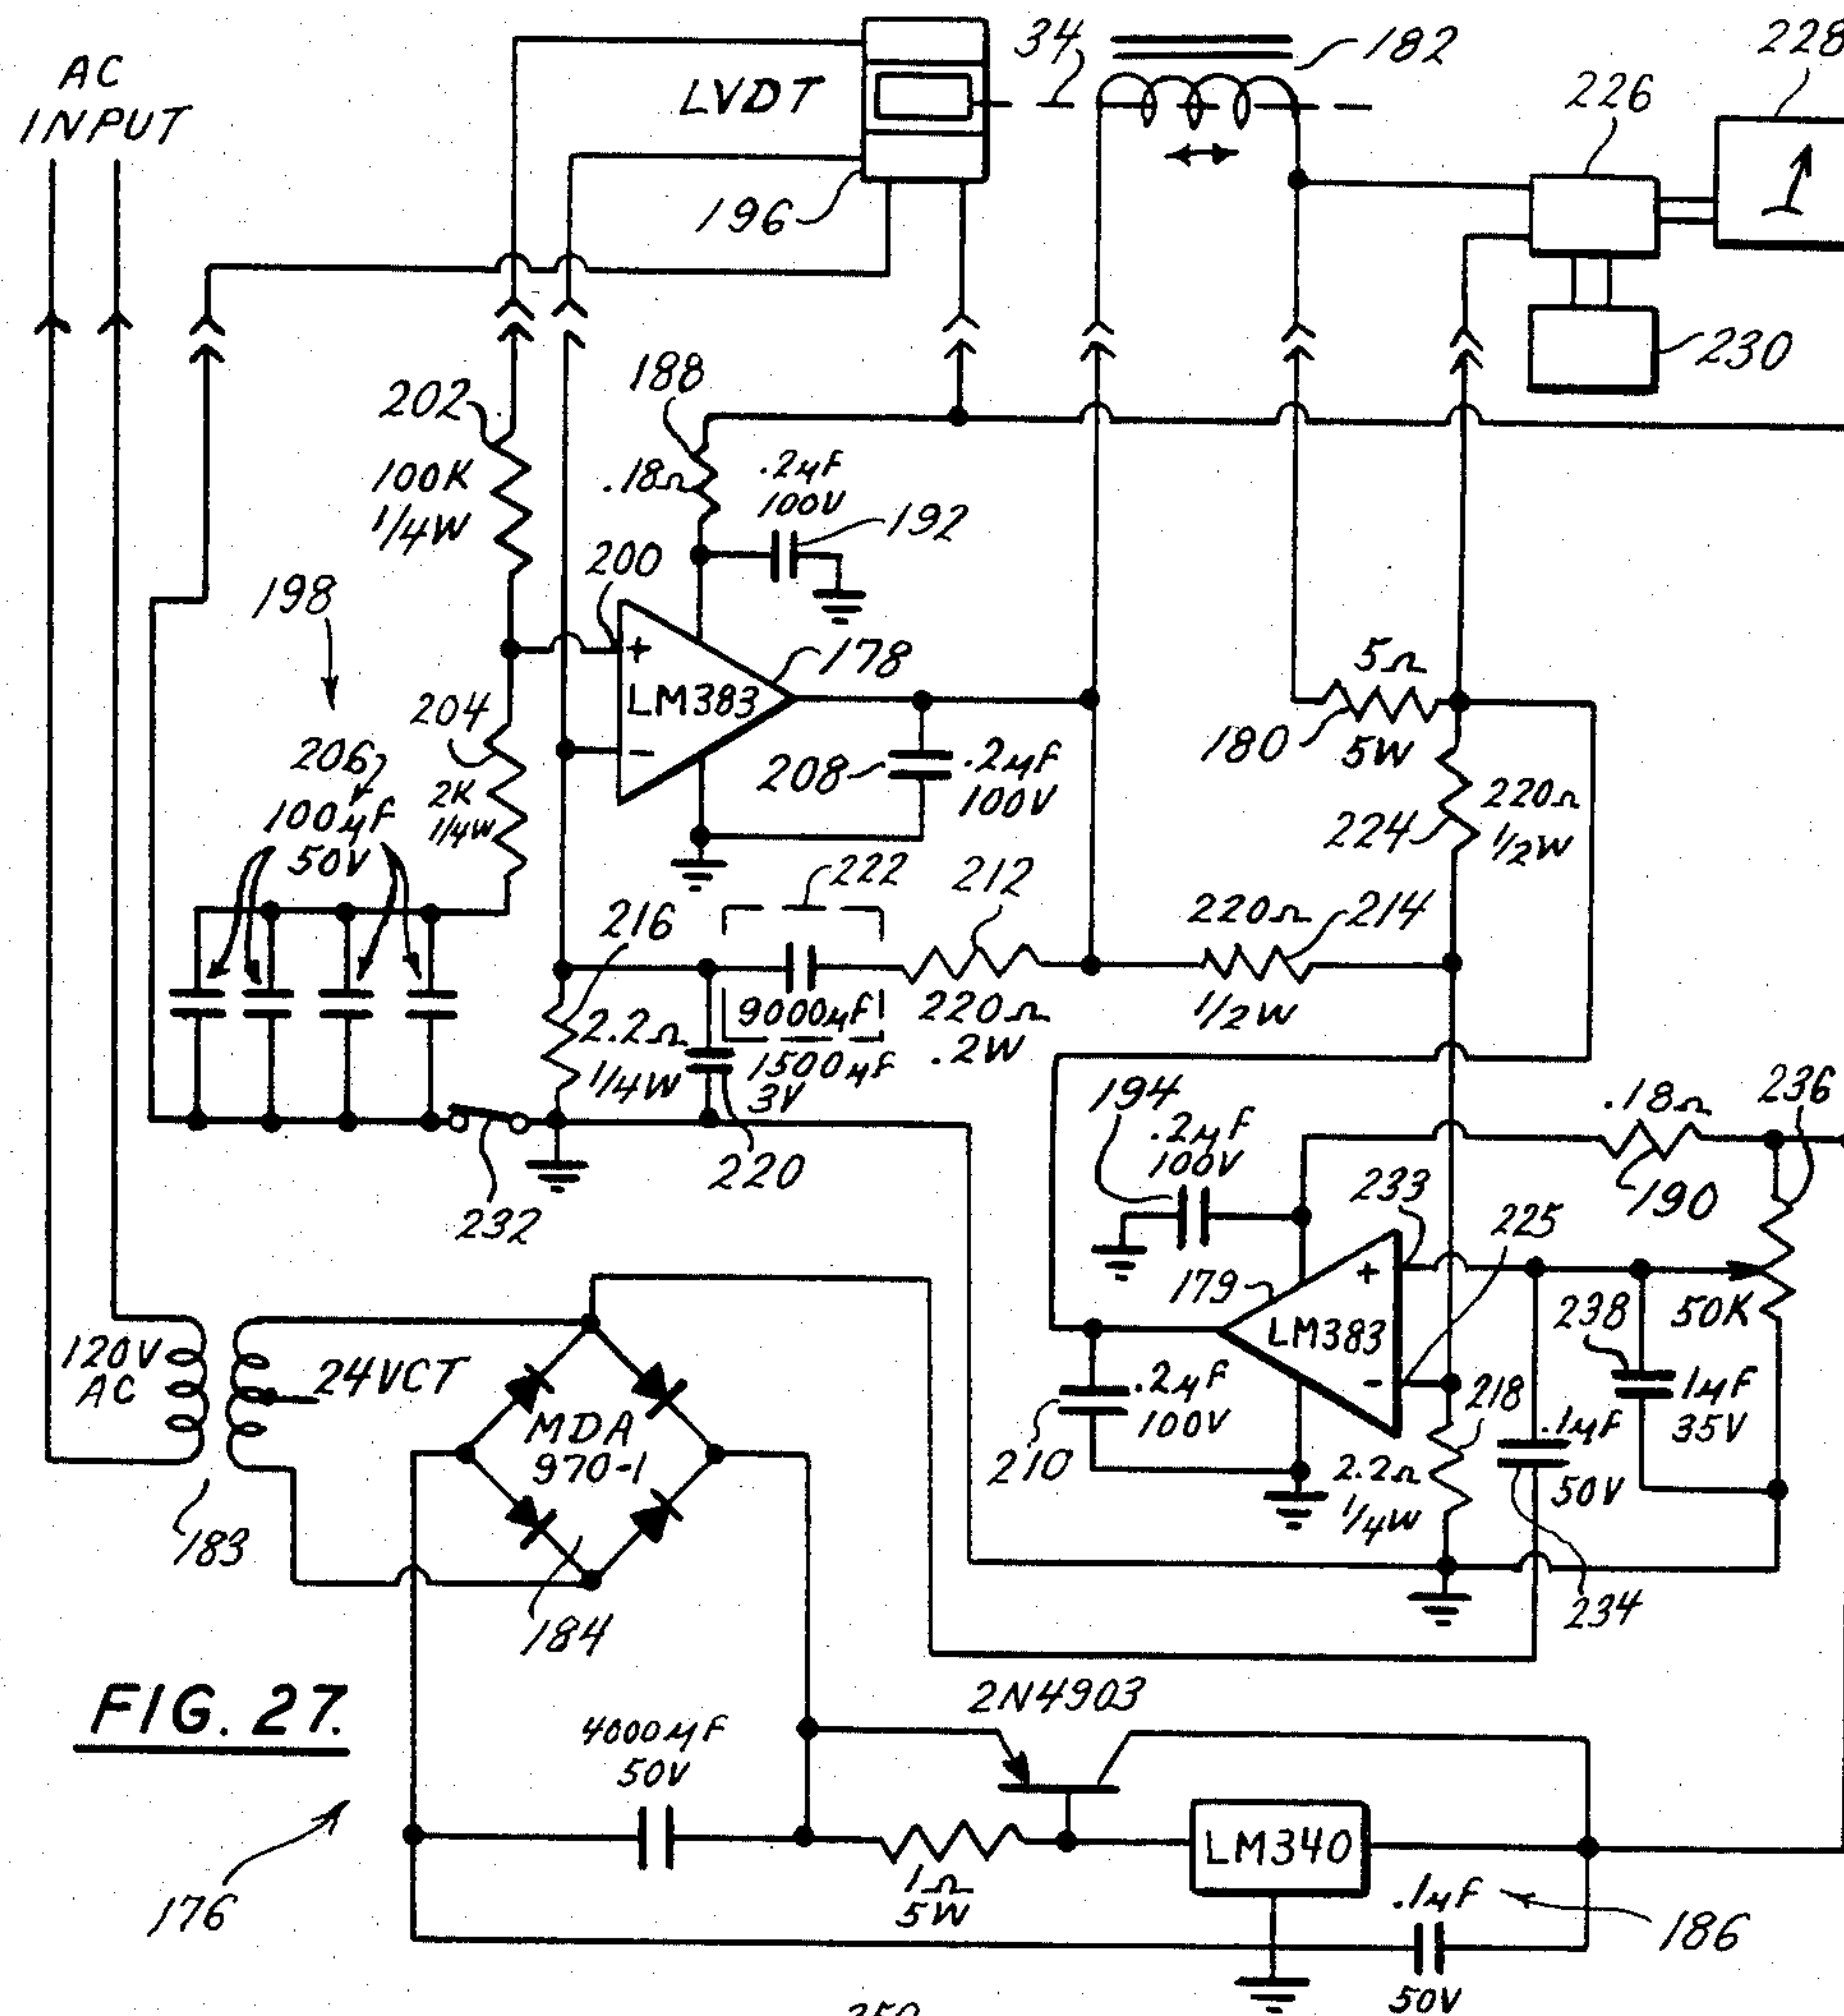 AC
INPUT
LVDT
34
182
228
226
196
230
202
188
100K
1/4W
.18Ω
.2μF
100V
192
200
198
178
+
LM383
-
5Ω
180
5W
204
2K
1/4W
206
100μF
50V
208
.2μF
100V
220Ω
1/2W
224
222
212
216
220Ω
214
1/2W
2.2Ω
1/4W
9000μF
220Ω
.2W
1500μF
3V
220
232
194
.2μF
100V
.18Ω
236
190
233
225
179
+
LM383
-
238
50K
120V
AC
24VCT
MDA
970-1
.2μF
100V
210
218
.1μF
50V
1μF
35V
2.2Ω
1/4W
183
184
234
FIG. 27.
2N4903
4000μF
50V
LM340
1Ω
5W
.1μF
186
176
50V